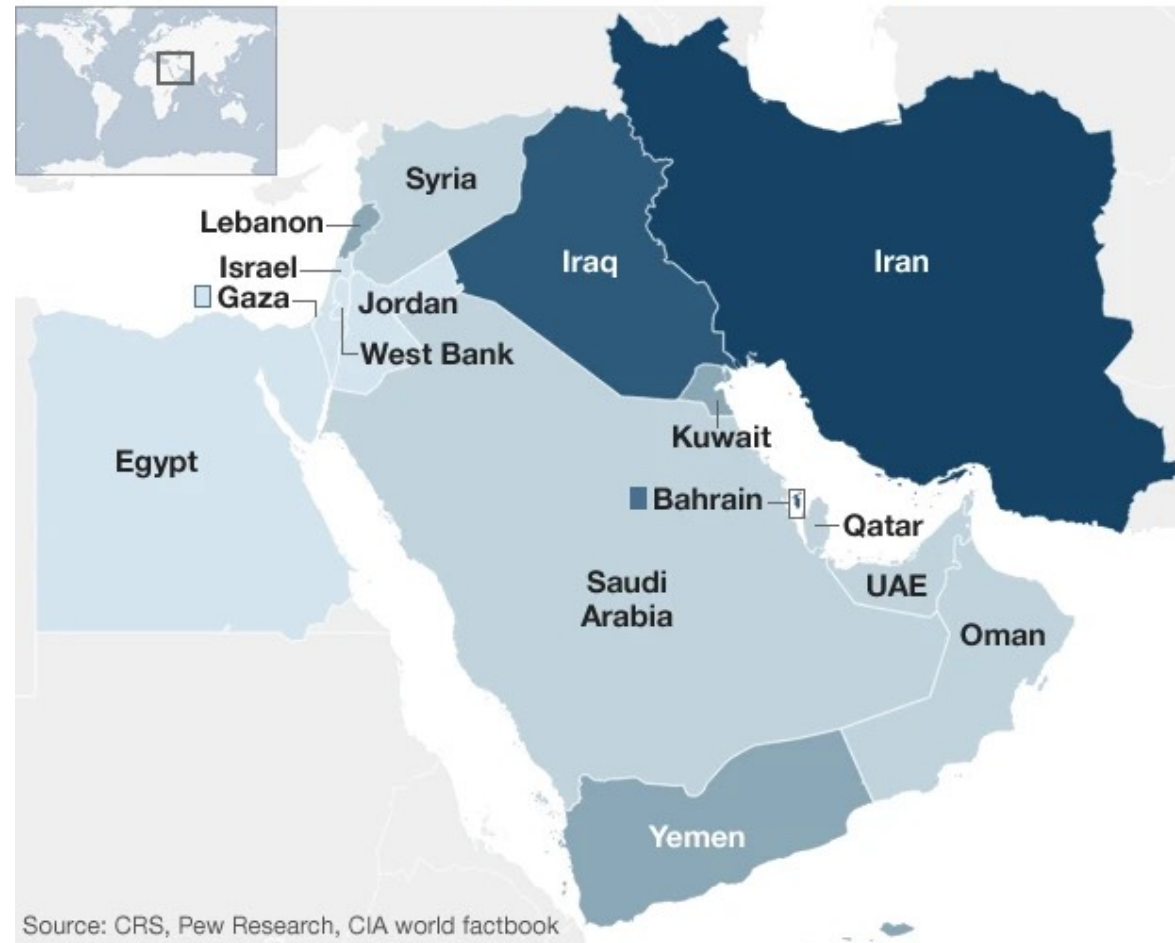 Syria
Lebanon
Iraq
Iran
Israel
Gaza
Jordan
West Bank
Kuwait
Egypt
Bahrain
Qatar
Saudi
Arabia
UAE
Oman
Yemen
Source: CRS, Pew Research, CIA world factbook